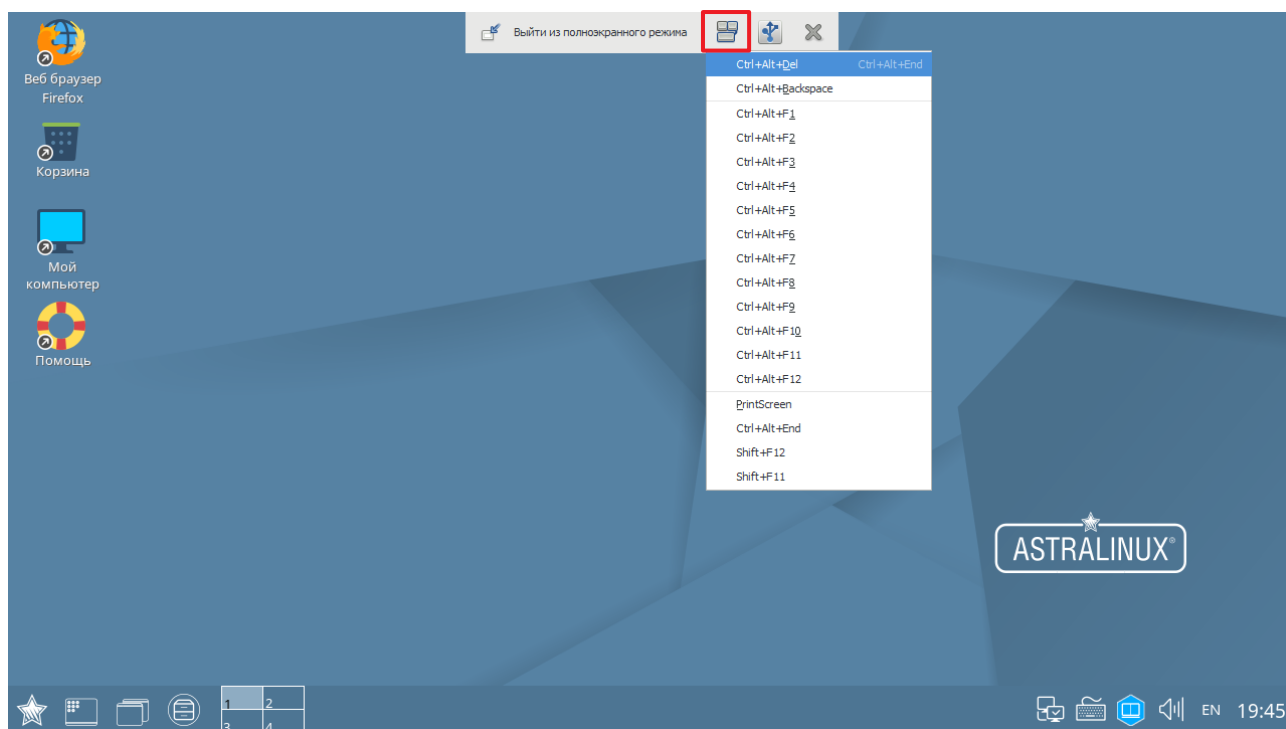 Выйти из полноэкранного режима
Веб браузер
Firefox
Корзина
Мой
компьютер
Помощь
Ctrl+Alt+Del Ctrl+Alt+End
Ctrl+Alt+Backspace
Ctrl+Alt+F1
Ctrl+Alt+F2
Ctrl+Alt+F3
Ctrl+Alt+F4
Ctrl+Alt+F5
Ctrl+Alt+F6
Ctrl+Alt+F7
Ctrl+Alt+F8
Ctrl+Alt+F9
Ctrl+Alt+F10
Ctrl+Alt+F11
Ctrl+Alt+F12
PrintScreen
Ctrl+Alt+End
Shift+F12
Shift+F11
ASTRALINUX®
1 2
3 4
EN 19:45